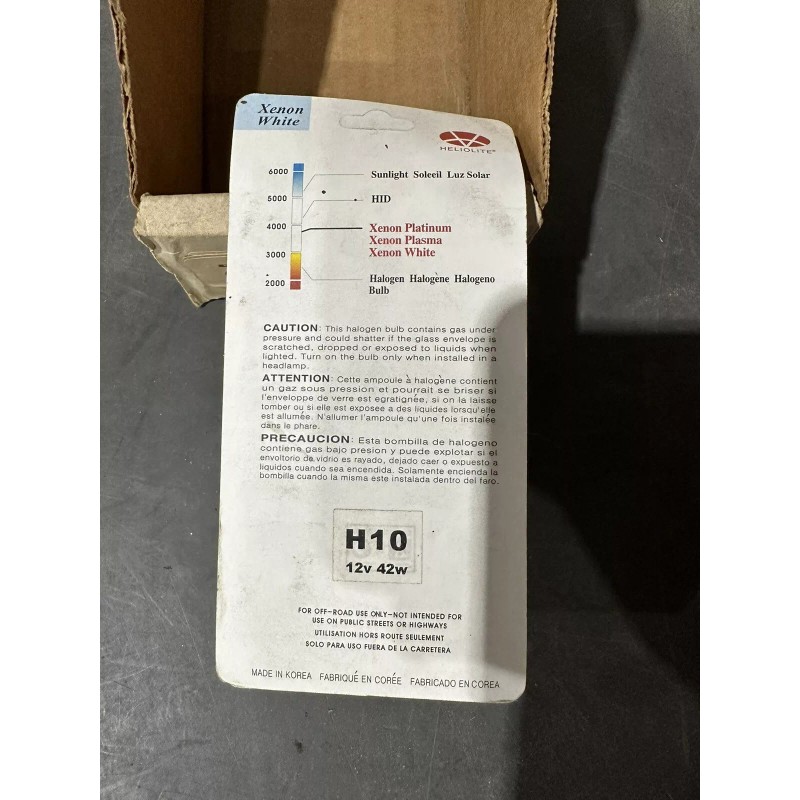 Xenon
White
HELIOLITE®
6000
5000
4000
3000
2000
Sunlight Soleeil Luz Solar
HID
Xenon Platinum
Xenon Plasma
Xenon White
Halogen Halogène Halogeno
Bulb
CAUTION: This halogen bulb contains gas under
pressure and could shatter if the glass envelope is
scratched, dropped or exposed to liquids when
lighted. Turn on the bulb only when installed in a
headlamp.
ATTENTION: Cette ampoule à halogène contient
un gaz sous pression et pourrait se briser si
l'enveloppe de verre est egratignée, si on la laisse
tomber ou si elle est exposee a des liquides lorsqu'elle
est allumée. N'allumer l'ampoule qu'une fois instalée
dans le phare.
PRECAUCION: Esta bombilla de halogeno
contiene gas bajo presion y puede explotar si el
envoltorio de vidrio es rayado, dejado caer o expuesto a
liquidos cuando sea encendida. Solamente encienda la
bombilla cuando la misma este instalada dentro del faro.
H10
12v 42w
FOR OFF-ROAD USE ONLY-NOT INTENDED FOR
USE ON PUBLIC STREETS OR HIGHWAYS
UTILISATION HORS ROUTE SEULEMENT
SOLO PARA USO FUERA DE LA CARRETERA
MADE IN KOREA FABRIQUÉ EN CORÉE FABRICADO EN COREA